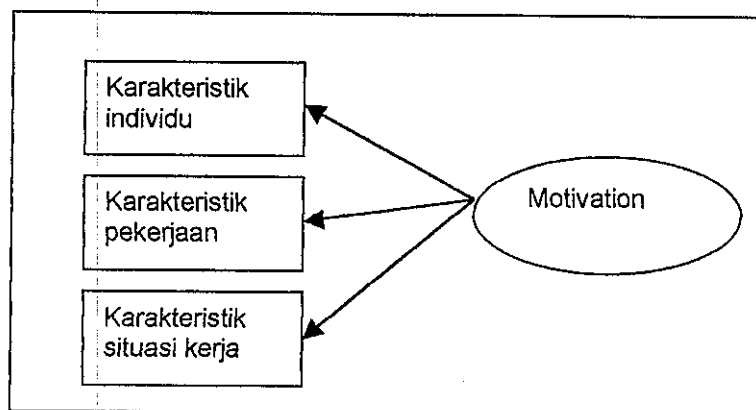 Karakteristik
individu
Karakteristik
pekerjaan
Karakteristik
situasi kerja
Motivation